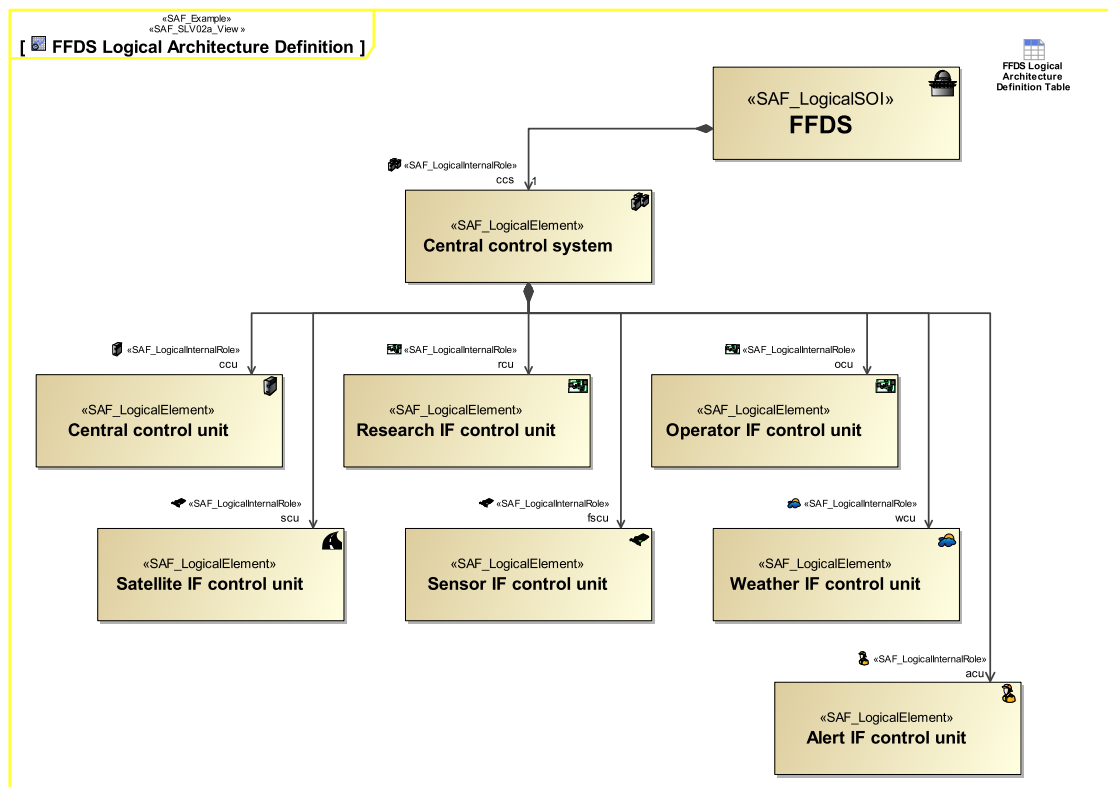 «SAF_Example»
«SAF_SLV02a_View»
[ FFDS Logical Architecture Definition ]
FFDS Logical
Architecture
Definition Table
«SAF_LogicalSOI»
FFDS
«SAF_LogicalInternalRole»
ccs 1
«SAF_LogicalElement»
Central control system
«SAF_LogicalInternalRole»
ccu
«SAF_LogicalElement»
Central control unit
«SAF_LogicalInternalRole»
rcu
«SAF_LogicalElement»
Research IF control unit
«SAF_LogicalInternalRole»
ocu
«SAF_LogicalElement»
Operator IF control unit
«SAF_LogicalInternalRole»
scu
«SAF_LogicalElement»
Satellite IF control unit
«SAF_LogicalInternalRole»
fscu
«SAF_LogicalElement»
Sensor IF control unit
«SAF_LogicalInternalRole»
wcu
«SAF_LogicalElement»
Weather IF control unit
«SAF_LogicalInternalRole»
acu
«SAF_LogicalElement»
Alert IF control unit